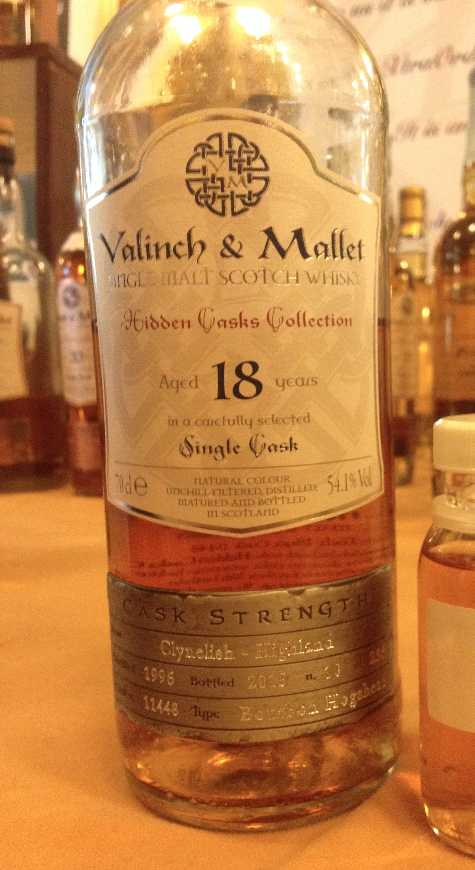 Valinch & Mallet
SINGLE MALT SCOTCH WHISKY
Hidden Casks Collection
Aged 18 years
in a carefully selected
Single Cask
70 cl e
NATURAL COLOUR
UNCHILL-FILTERED, DISTILLED,
MATURED AND BOTTLED
IN SCOTLAND
54.1% Vol
CASK STRENGTH
Clynelish - Highland
1996 Bottled n.
11448 Type Bourbon Hogshead